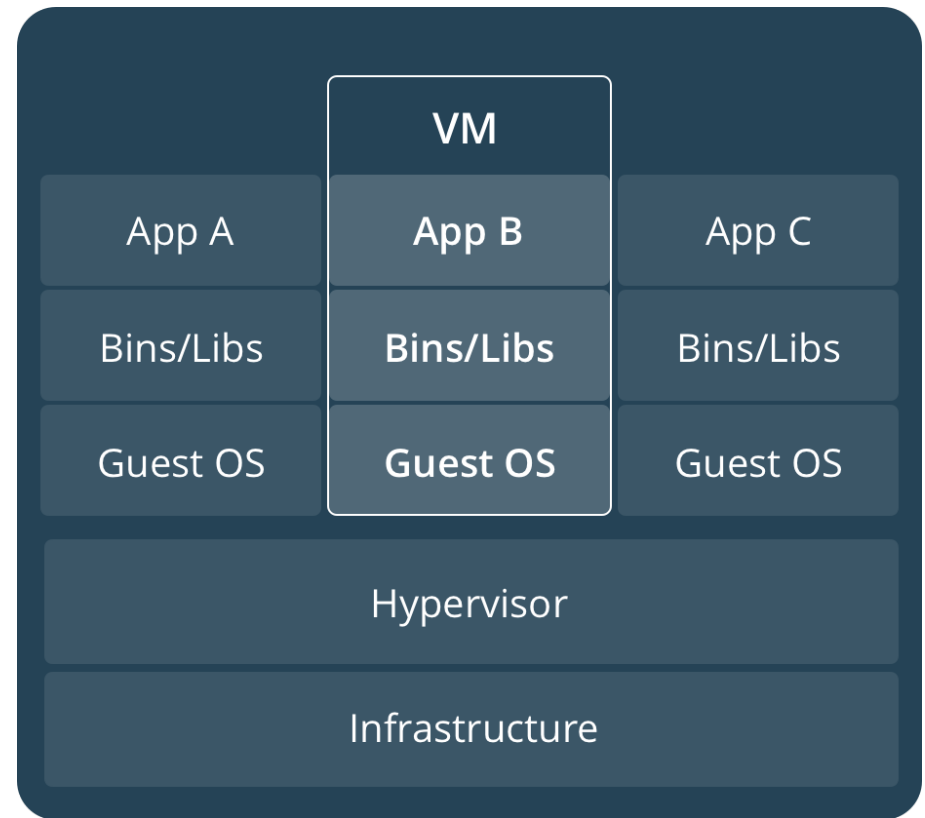 VM
App A
App B
App C
Bins/Libs
Bins/Libs
Bins/Libs
Guest OS
Guest OS
Guest OS
Hypervisor
Infrastructure